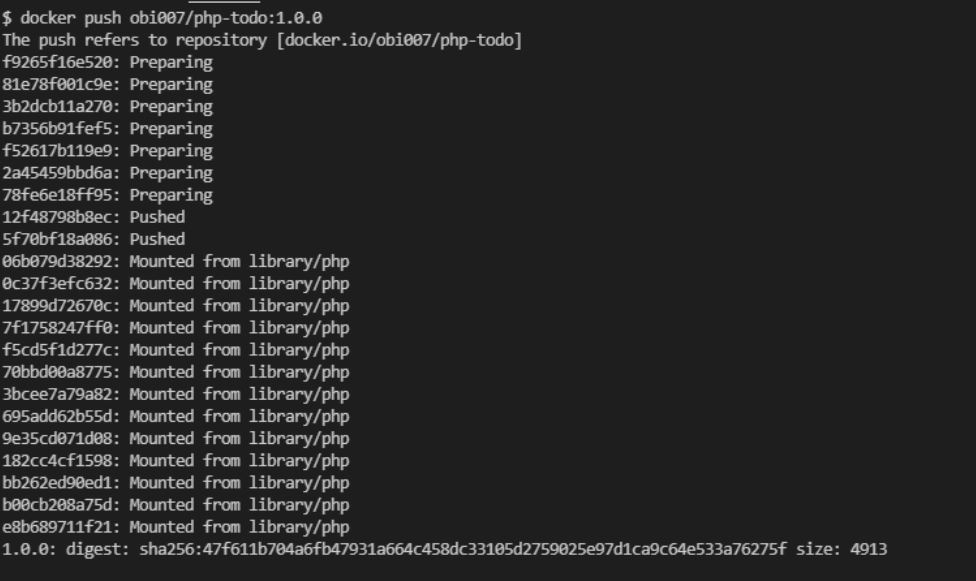 $ docker push obi007/php-todo:1.0.0
The push refers to repository [docker.io/obi007/php-todo]
f9265f16e520: Preparing
81e78f001c9e: Preparing
3b2dcb11a270: Preparing
b7356b91fef5: Preparing
f52617b119e9: Preparing
2a45459bbd6a: Preparing
78fe6e18ff95: Preparing
12f48798b8ec: Pushed
5f70bf18a086: Pushed
06b079d38292: Mounted from library/php
0c37f3efc632: Mounted from library/php
17899d72670c: Mounted from library/php
7f1758247ff0: Mounted from library/php
f5cd5f1d277c: Mounted from library/php
70bbd00a8775: Mounted from library/php
3bcee7a79a82: Mounted from library/php
695add62b55d: Mounted from library/php
9e35cd071d08: Mounted from library/php
182cc4cf1598: Mounted from library/php
bb262ed90ed1: Mounted from library/php
b00cb208a75d: Mounted from library/php
e8b689711f21: Mounted from library/php
1.0.0: digest: sha256:47f611b704a6fb47931a664c458dc33105d2759025e97d1ca9c64e533a76275f size: 4913